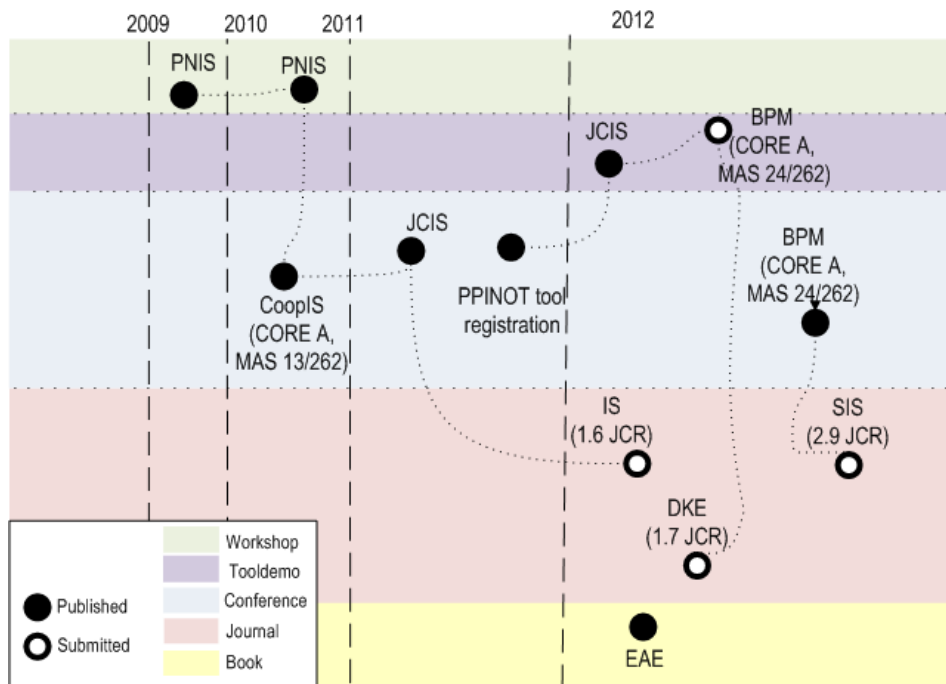 2009
2010
2011
2012
PNIS
PNIS
JCIS
BPM
(CORE A,
MAS 24/262)
JCIS
BPM
(CORE A,
MAS 24/262)
CoopIS
(CORE A,
MAS 13/262)
PPINOT tool
registration
IS
(1.6 JCR)
SIS
(2.9 JCR)
DKE
(1.7 JCR)
EAE
Published
Submitted
Workshop
Tooldemo
Conference
Journal
Book